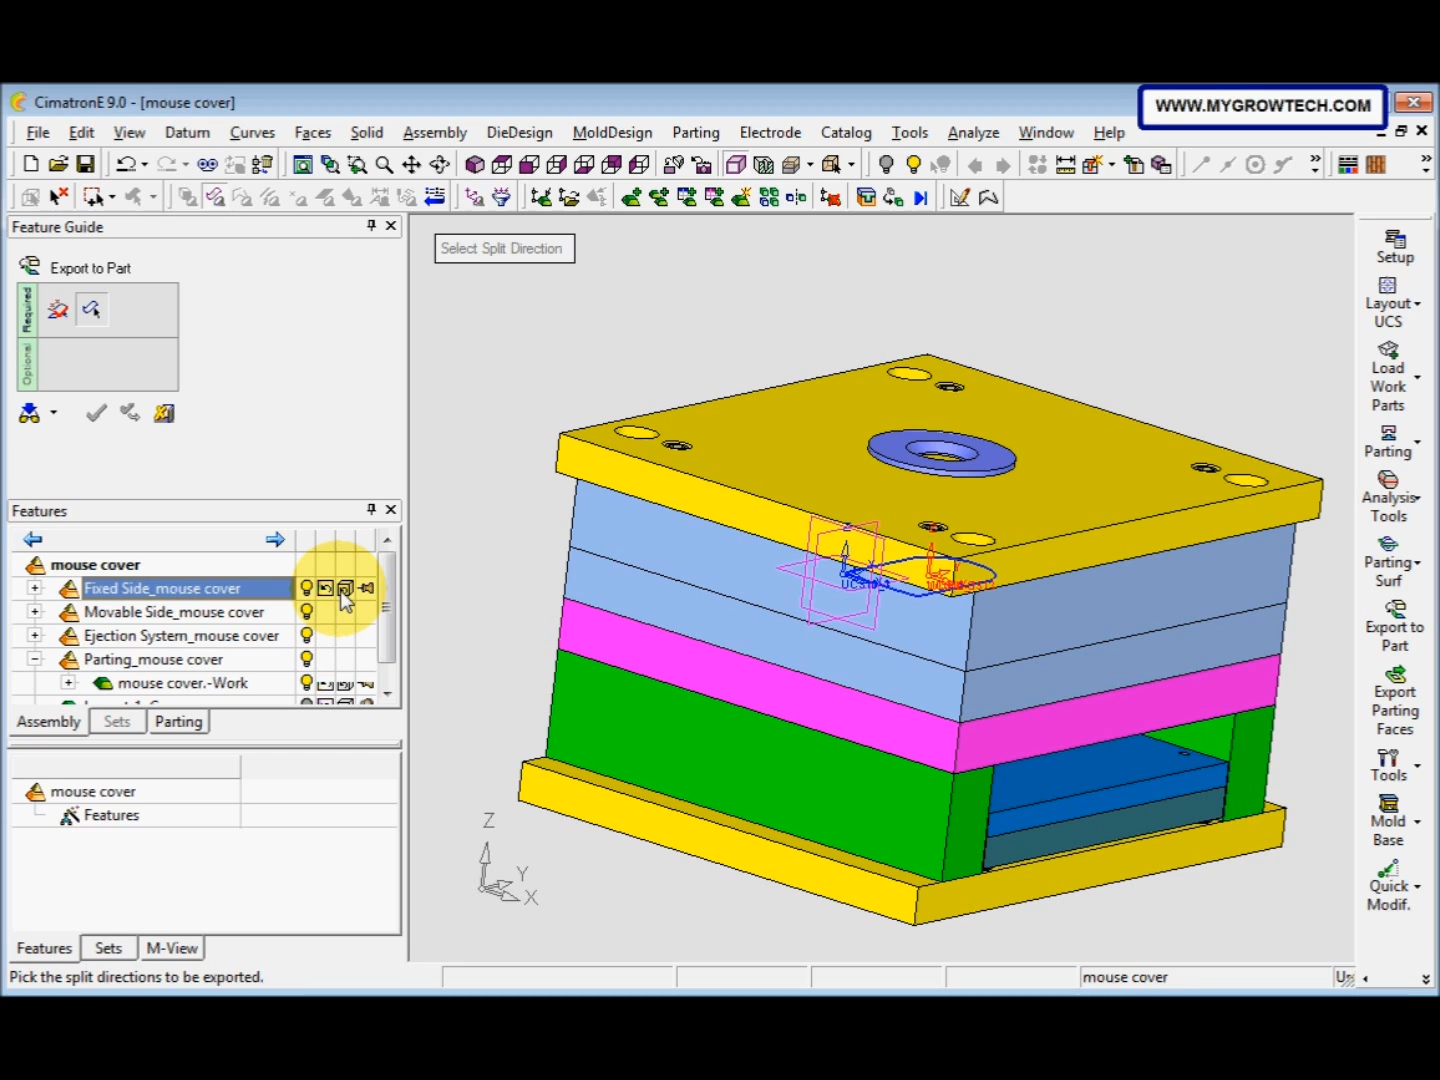 CimatronE 9.0 - [mouse cover]
WWW.MYGROWTECH.COM
File Edit View Datum Curves Faces Solid Assembly DieDesign MoldDesign Parting Electrode Catalog Tools Analyze Window Help
Feature Guide
Export to Part
Required
Optional
Features
mouse cover
Fixed Side_mouse cover
Movable Side_mouse cover
Ejection System_mouse cover
Parting_mouse cover
mouse cover.-Work
Assembly Sets Parting
mouse cover
Features
Features Sets M-View
Pick the split directions to be exported.
Select Split Direction
Z
Y
X
mouse cover
Setup
Layout
UCS
Load
Work
Parts
Parting
Analysis
Tools
Parting
Surf
Export to
Part
Export
Parting
Faces
Tools
Mold
Base
Quick
Modif.